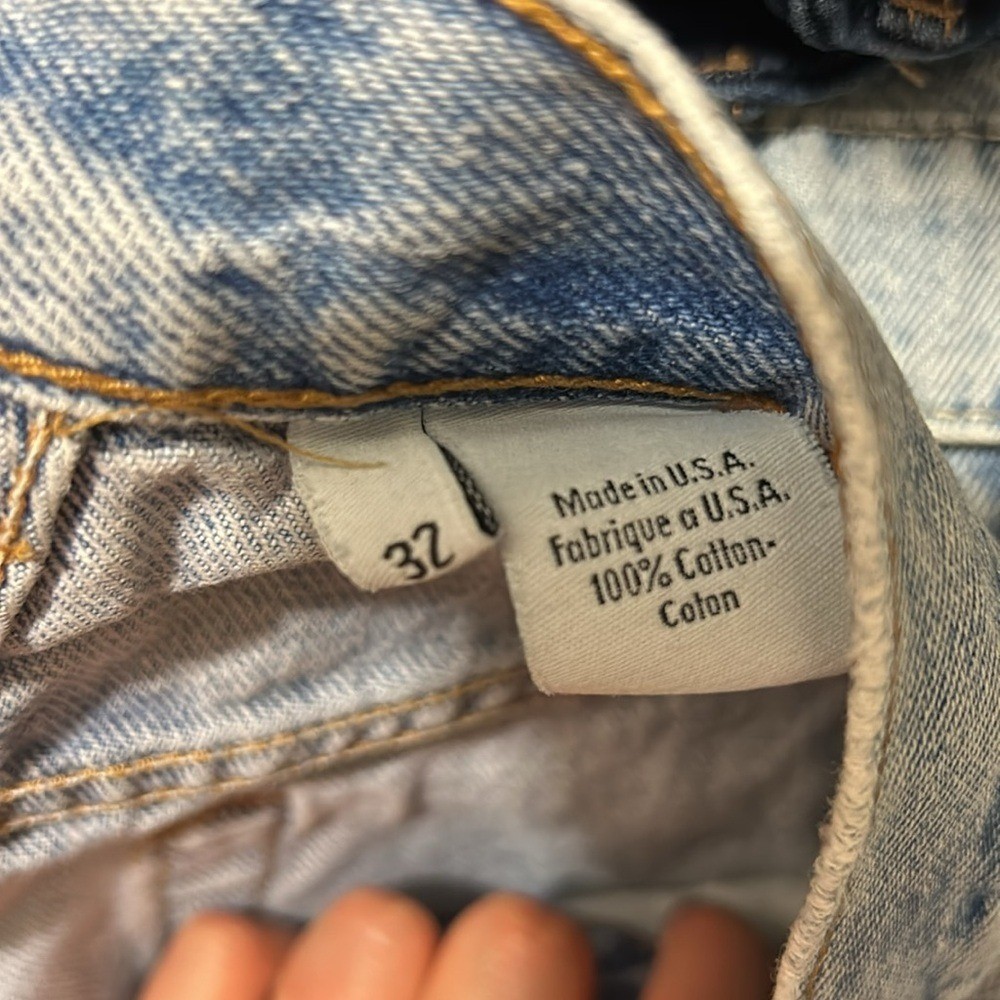 32
Made in U.S.A.
Fabrique a U.S.A.
100% Cotton-
Coton